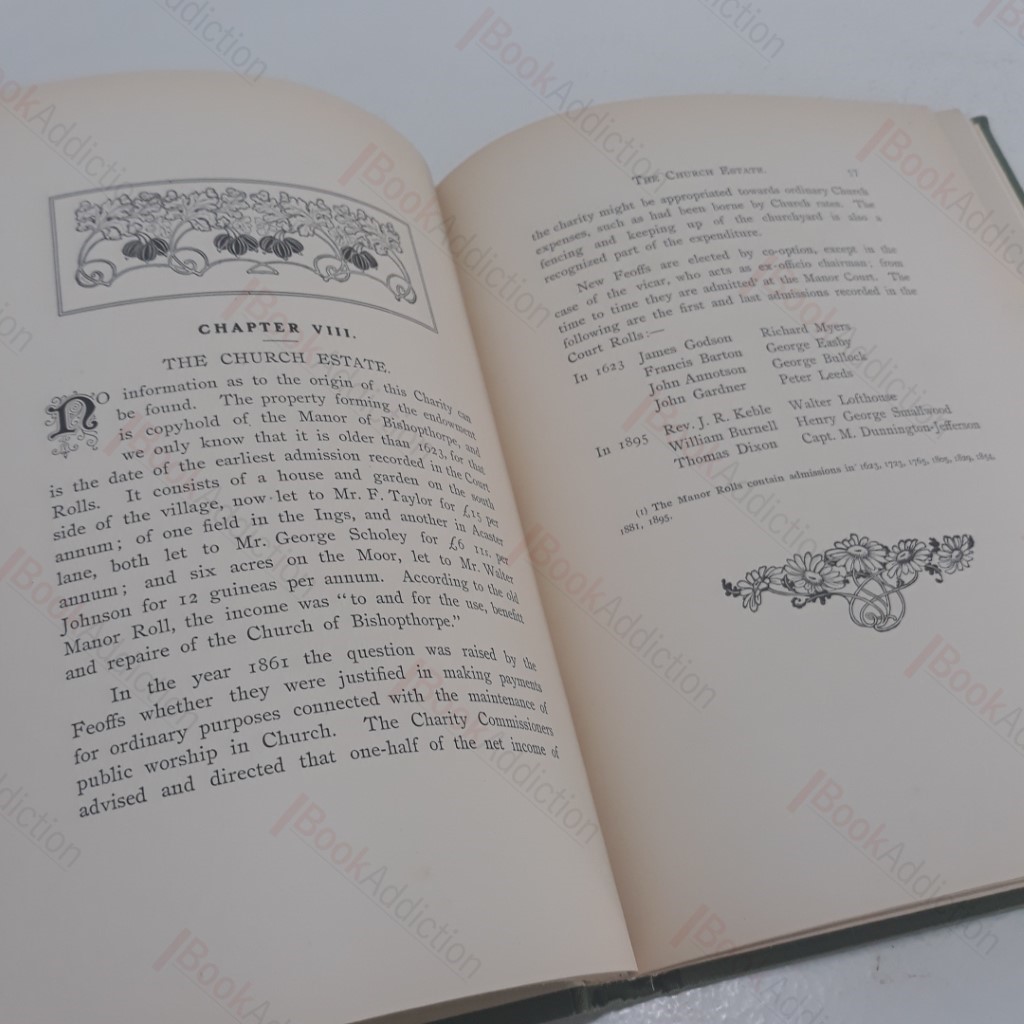 CHAPTER VIII.
THE CHURCH ESTATE.
NO information as to the origin of this Charity can
be found. The property forming the endowment
is copyhold of the Manor of Bishopthorpe, and
we only know that it is older than 1623, for that
is the date of the earliest admission recorded in the Court
Rolls. It consists of a house and garden on the south
side of the village, now let to Mr. F. Taylor for £15 per
annum; of one field in the Ings, and another in Acaster
lane, both let to Mr. George Scholey for £6 11s. per
annum; and six acres on the Moor, let to Mr. Walter
Johnson for 12 guineas per annum. According to the old
Manor Roll, the income was "to and for the use, benefitt
and repaire of the Church of Bishopthorpe."
In the year 1861 the question was raised by the
Feoffs whether they were justified in making payments
for ordinary purposes connected with the maintenance of
public worship in Church. The Charity Commissioners
advised and directed that one-half of the net income of
THE CHURCH ESTATE. 57
the charity might be appropriated towards ordinary Church
expenses, such as had been borne by Church rates. The
fencing and keeping up of the churchyard is also a
recognized part of the expenditure.
New Feoffs are elected by co-option, except in the
case of the vicar, who acts as ex-officio chairman; from
time to time they are admitted¹ at the Manor Court. The
following are the first and last admissions recorded in the
Court Rolls:—
In 1623 James Godson Richard Myers
Francis Barton George Easby
John Annotson George Bullock
John Gardner Peter Leeds
In 1895 Rev. J. R. Keble Walter Lofthouse
William Burnell Henry George Smallwood
Thomas Dixon Capt. M. Dunnington-Jefferson
(1) The Manor Rolls contain admissions in 1623, 1723, 1765, 1805, 1829, 1854,
1881, 1895.
BookAddiction